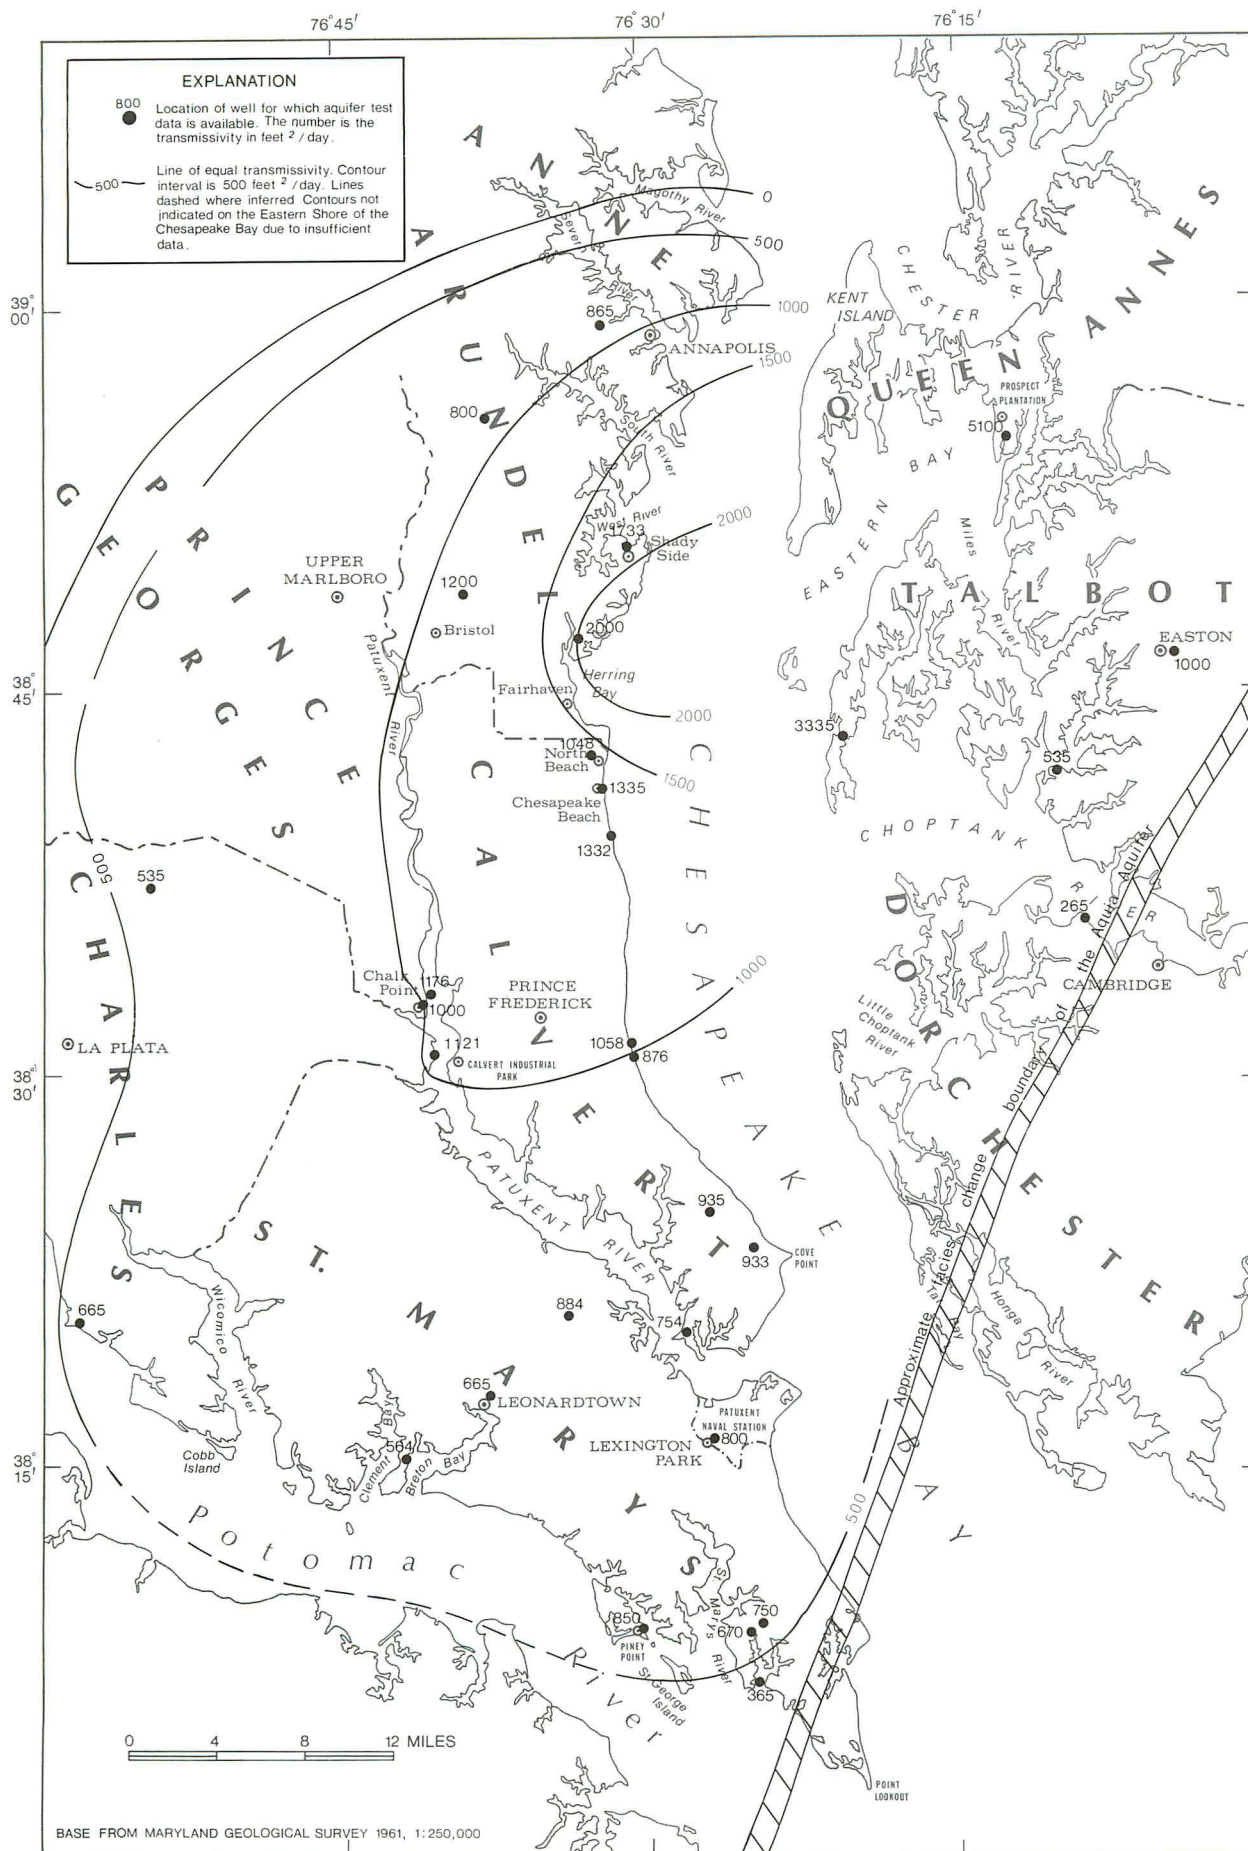 76°45'
76°30'
76°15'
EXPLANATION
800
Location of well for which aquifer test
data is available. The number is the
transmissivity in feet ² / day.
500
Line of equal transmissivity. Contour
interval is 500 feet ² / day. Lines
dashed where inferred Contours not
indicated on the Eastern Shore of the
Chesapeake Bay due to insufficient
data.
ANNE ARUNDEL
Magothy River
0
Severn River
500
39°00'
865
ANNAPOLIS
1000
1500
KENT
ISLAND
CHESTER RIVER
QUEEN ANNES
PROSPECT
PLANTATION
5100
800
South River
EASTERN BAY
PRINCE GEORGES
West River
1733
Shady
Side
2000
Miles River
TALBOT
UPPER
MARLBORO
1200
Bristol
2000
EASTON
1000
Patuxent River
Herring
Bay
38°45'
Fairhaven
2000
3335
1048
North
Beach
1500
535
1335
Chesapeake
Beach
1332
CHOPTANK RIVER
500
535
CHARLES
CALVERT
CHESAPEAKE BAY
265
DORCHESTER
CAMBRIDGE
Chalk
Point
1176
1000
PRINCE
FREDERICK
1000
Little
Choptank
River
LA PLATA
1121
CALVERT INDUSTRIAL
PARK
1058
876
38°30'
Approximate facies change boundary of the Aquia Aquifer
PATUXENT RIVER
935
933
COVE
POINT
ST. MARYS
Wicomico River
Honga River
665
884
754
665
LEONARDTOWN
PATUXENT
NAVAL STATION
800
LEXINGTON
PARK
564
Clement Bay
Breton Bay
Cobb
Island
38°15'
500
Potomac River
St Marys River
850
PINEY
POINT
750
670
St George
Island
365
0 4 8 12 MILES
POINT
LOOKOUT
BASE FROM MARYLAND GEOLOGICAL SURVEY 1961, 1:250,000